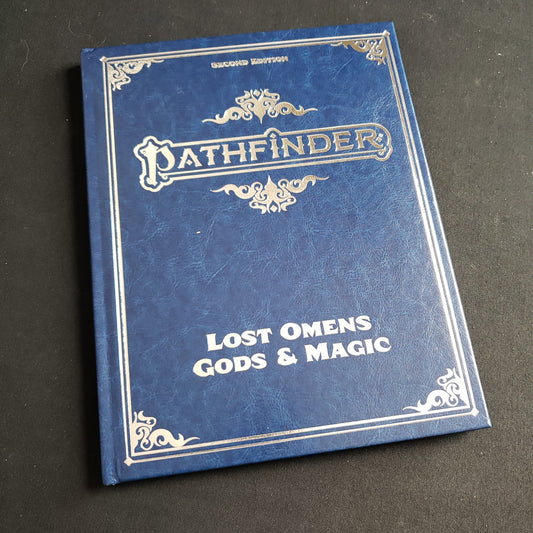 Second Edition
Pathfinder
Lost Omens
Gods & Magic